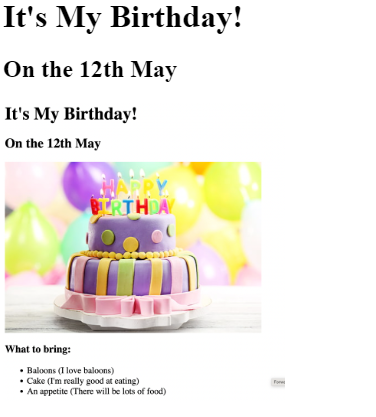 It's My Birthday!
On the 12th May
It's My Birthday!
On the 12th May
HAPPY
BIRTHDAY
What to bring:
• Baloons (I love baloons)
• Cake (I'm really good at eating)
• An appetite (There will be lots of food)